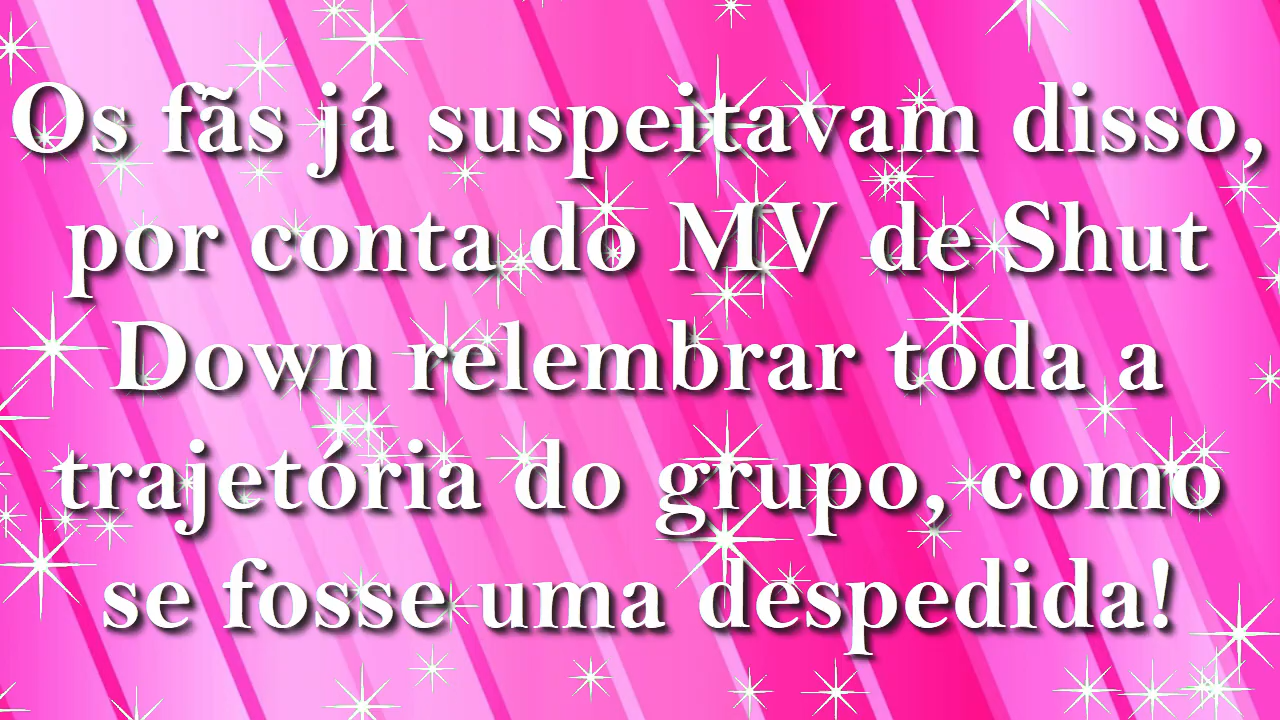 Os fãs já suspeitavam disso,
por conta do MV de Shut
Down relembrar toda a
trajetória do grupo, como
se fosse uma despedida!